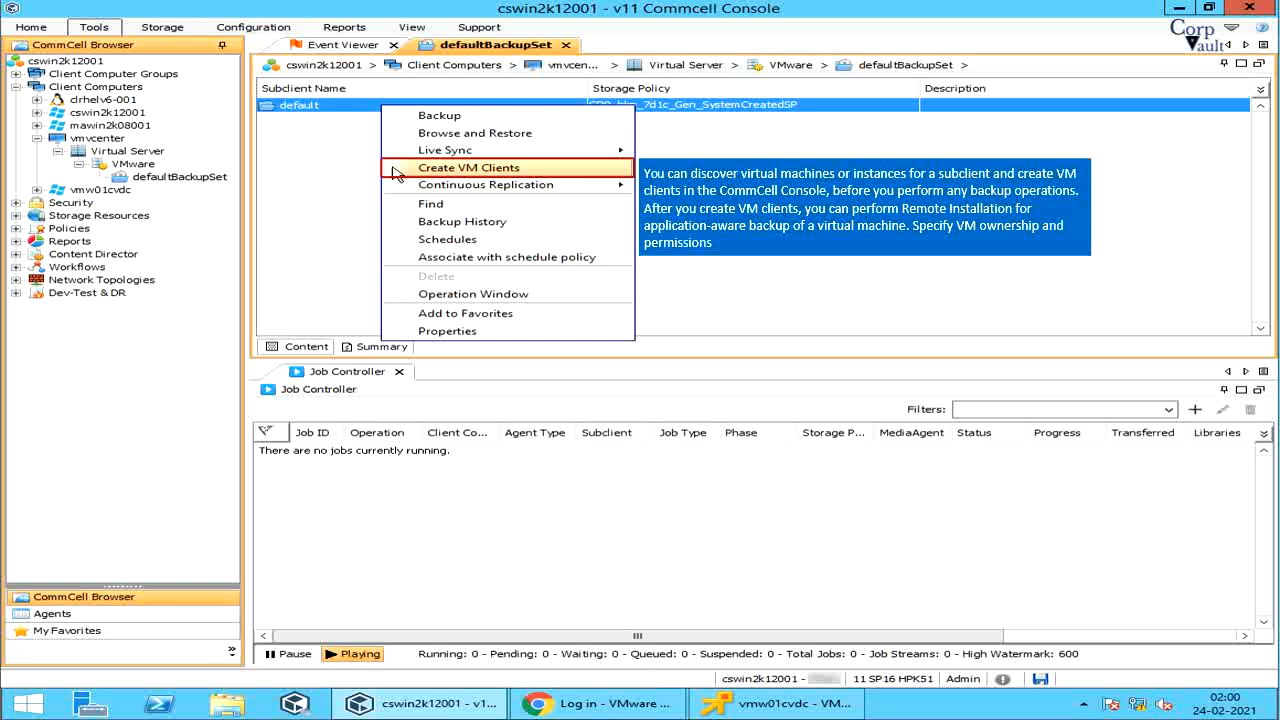 cswin2k12001 - v11 Commcell Console
Home Tools Storage Configuration Reports View Support
Corp Vault
CommCell Browser
Event Viewer
defaultBackupSet
cswin2k12001 > Client Computers > vmvcen... > Virtual Server > VMware > defaultBackupSet >
cswin2k12001
Client Computer Groups
Client Computers
clrhelv6-001
cswin2k12001
mawin2k08001
vmvcenter
Virtual Server
VMware
defaultBackupSet
vmw01cvdc
Security
Storage Resources
Policies
Reports
Content Director
Workflows
Network Topologies
Dev-Test & DR
Subclient Name Storage Policy Description
default 7d1c_Gen_SystemCreatedSP
Backup
Browse and Restore
Live Sync
Create VM Clients
Continuous Replication
Find
Backup History
Schedules
Associate with schedule policy
Delete
Operation Window
Add to Favorites
Properties
You can discover virtual machines or instances for a subclient and create VM
clients in the CommCell Console, before you perform any backup operations.
After you create VM clients, you can perform Remote Installation for
application-aware backup of a virtual machine. Specify VM ownership and
permissions
Content Summary
Job Controller
Job Controller
Filters:
Job ID Operation Client Co... Agent Type Subclient Job Type Phase Storage P... MediaAgent Status Progress Transferred Libraries
There are no jobs currently running.
CommCell Browser
Agents
My Favorites
Pause Playing Running: 0 - Pending: 0 - Waiting: 0 - Queued: 0 - Suspended: 0 - Total Jobs: 0 - Job Streams: 0 - High Watermark: 600
cswin2k12001 - 11 SP16 HPK51 Admin
cswin2k12001 - v1... Log in - VMware ... vmw01cvdc - VM...
02:00
24-02-2021